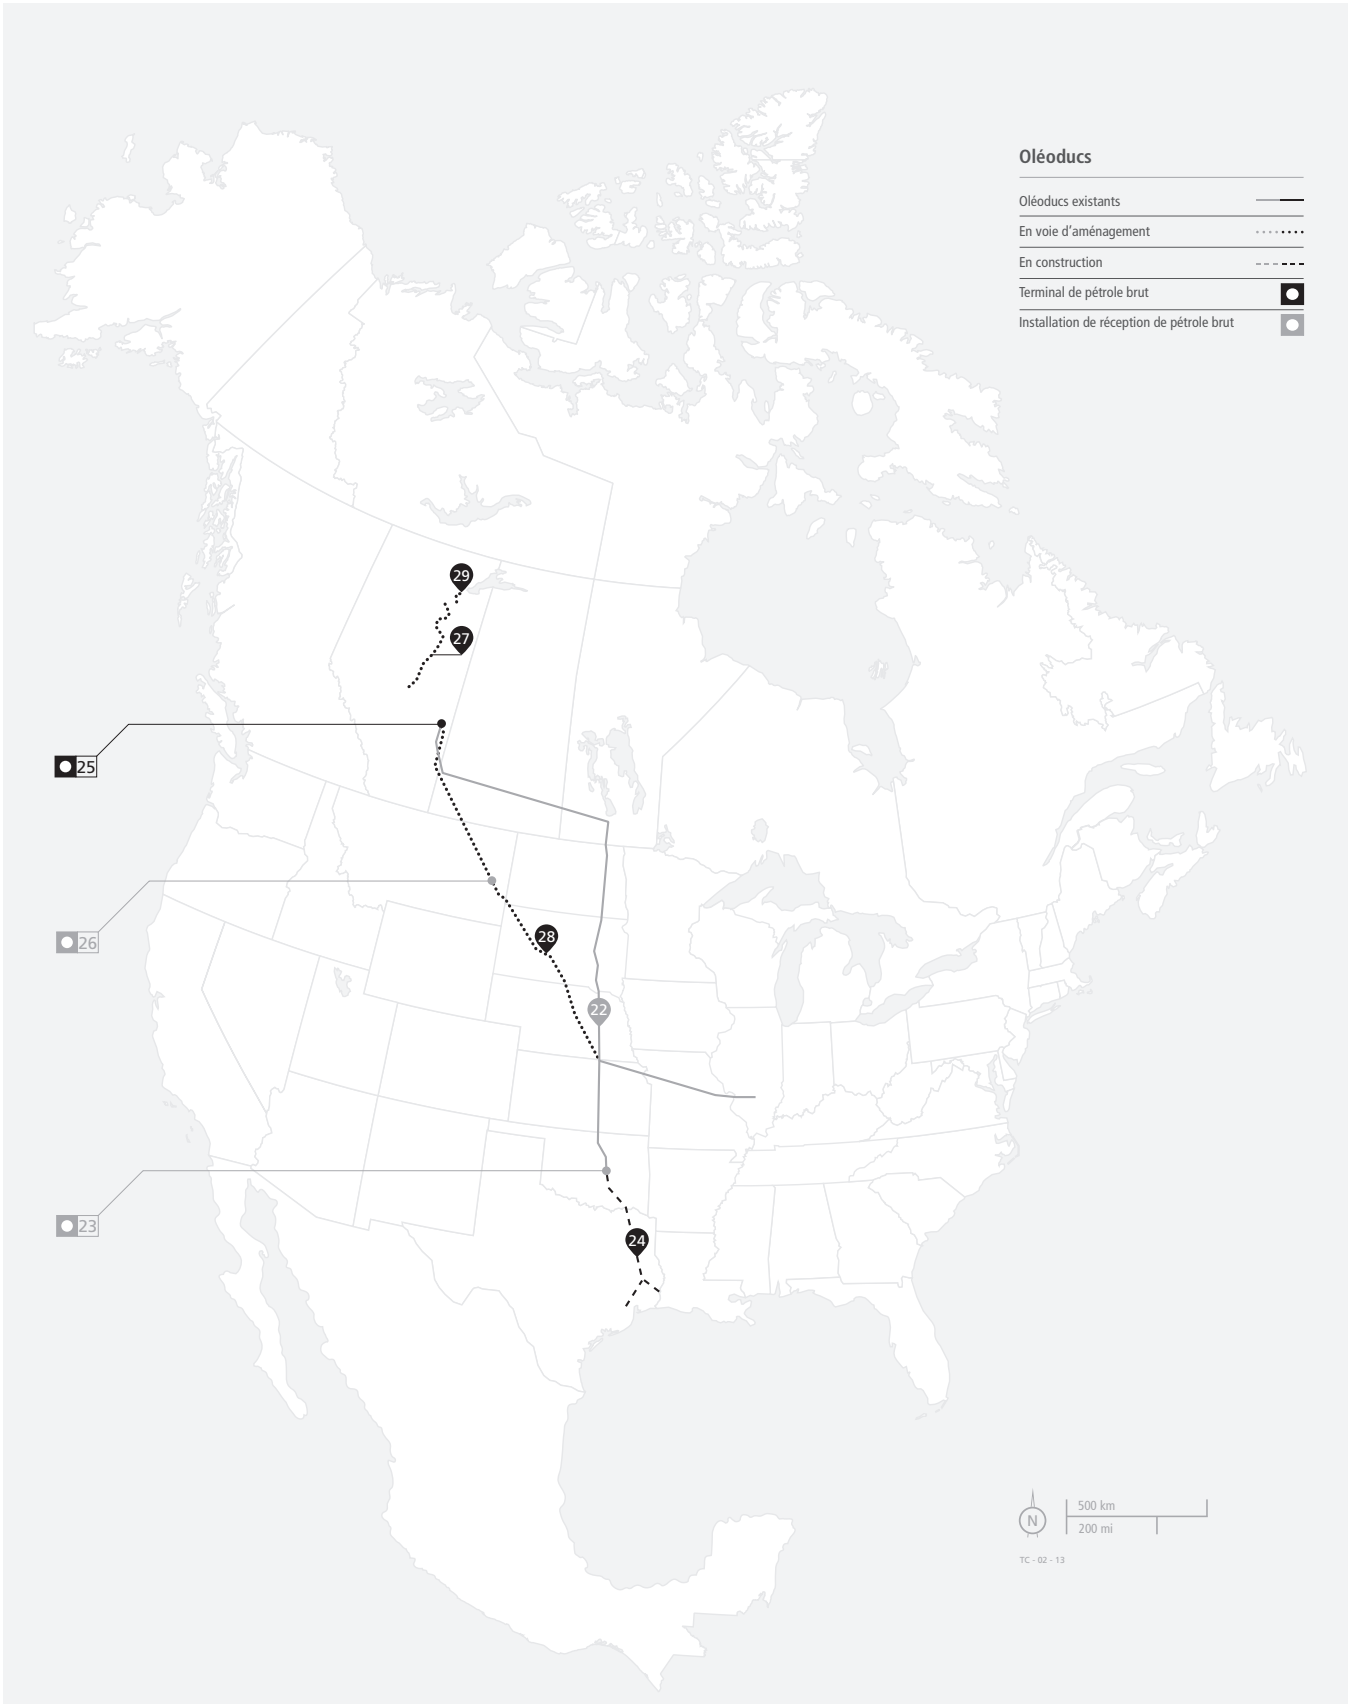 Oléoducs
Oléoducs existants
En voie d'aménagement
En construction
Terminal de pétrole brut
Installation de réception de pétrole brut
29
27
25
26
28
22
23
24
500 km
N
200 mi
TC - 02 - 13